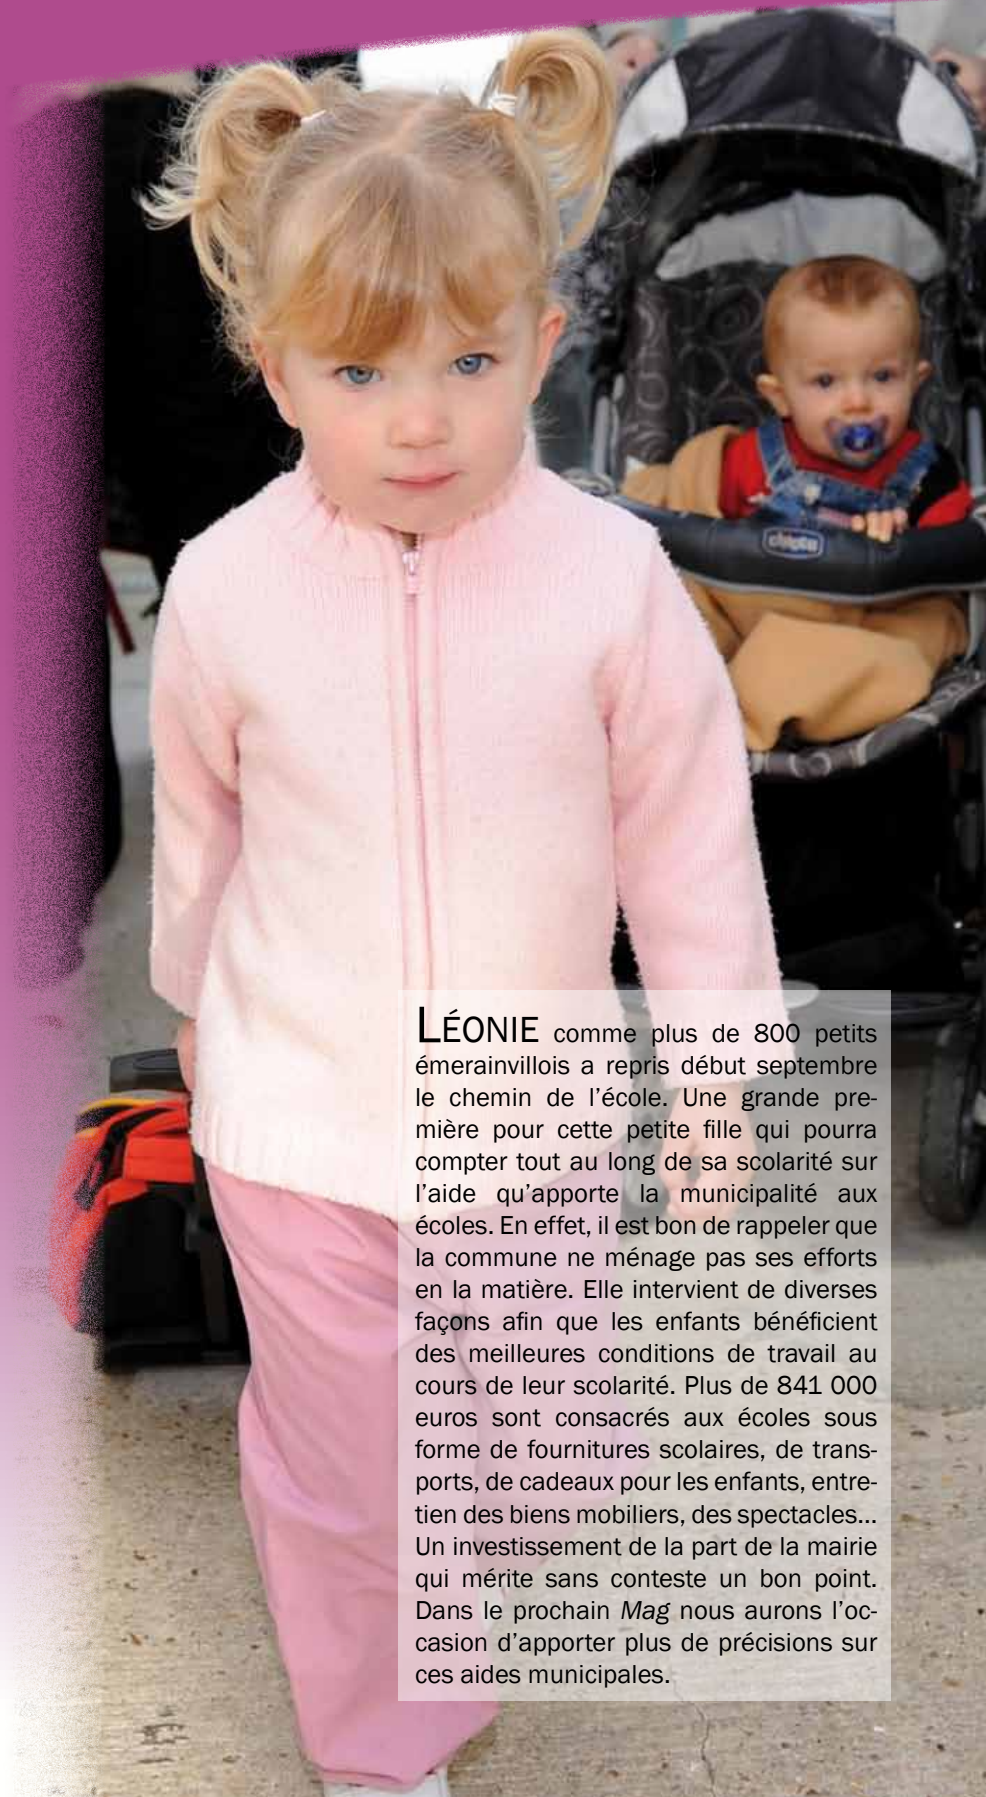 LÉONIE comme plus de 800 petits
émerainvillois a repris début septembre
le chemin de l'école. Une grande pre-
mière pour cette petite fille qui pourra
compter tout au long de sa scolarité sur
l'aide qu'apporte la municipalité aux
écoles. En effet, il est bon de rappeler que
la commune ne ménage pas ses efforts
en la matière. Elle intervient de diverses
façons afin que les enfants bénéficient
des meilleures conditions de travail au
cours de leur scolarité. Plus de 841 000
euros sont consacrés aux écoles sous
forme de fournitures scolaires, de trans-
ports, de cadeaux pour les enfants, entre-
tien des biens mobiliers, des spectacles...
Un investissement de la part de la mairie
qui mérite sans conteste un bon point.
Dans le prochain Mag nous aurons l'oc-
casion d'apporter plus de précisions sur
ces aides municipales.
chicco